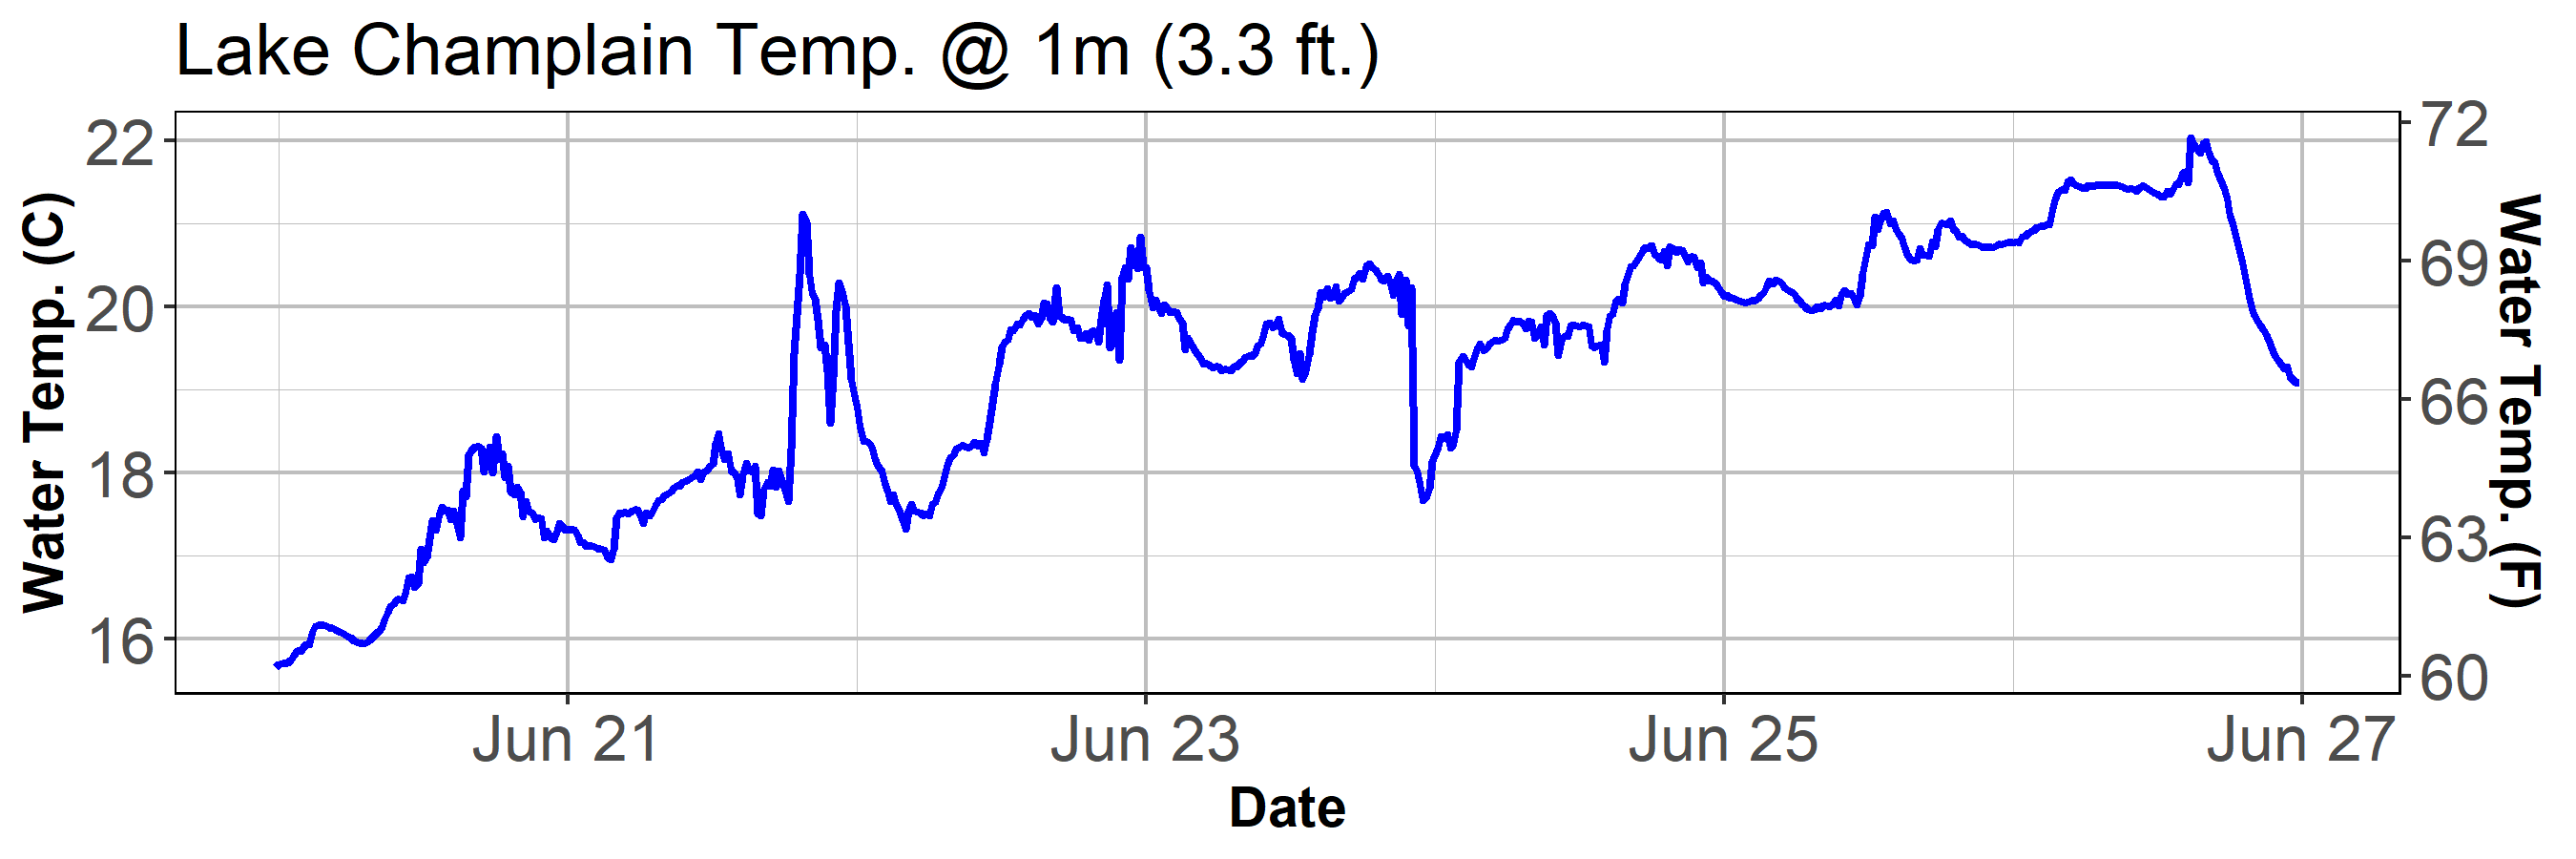 Lake Champlain Temp. @ 1m (3.3 ft.)
Water Temp. (C)
22
20
18
16
72
69
66
63
60
Water Temp. (F)
Jun 21
Jun 23
Jun 25
Jun 27
Date